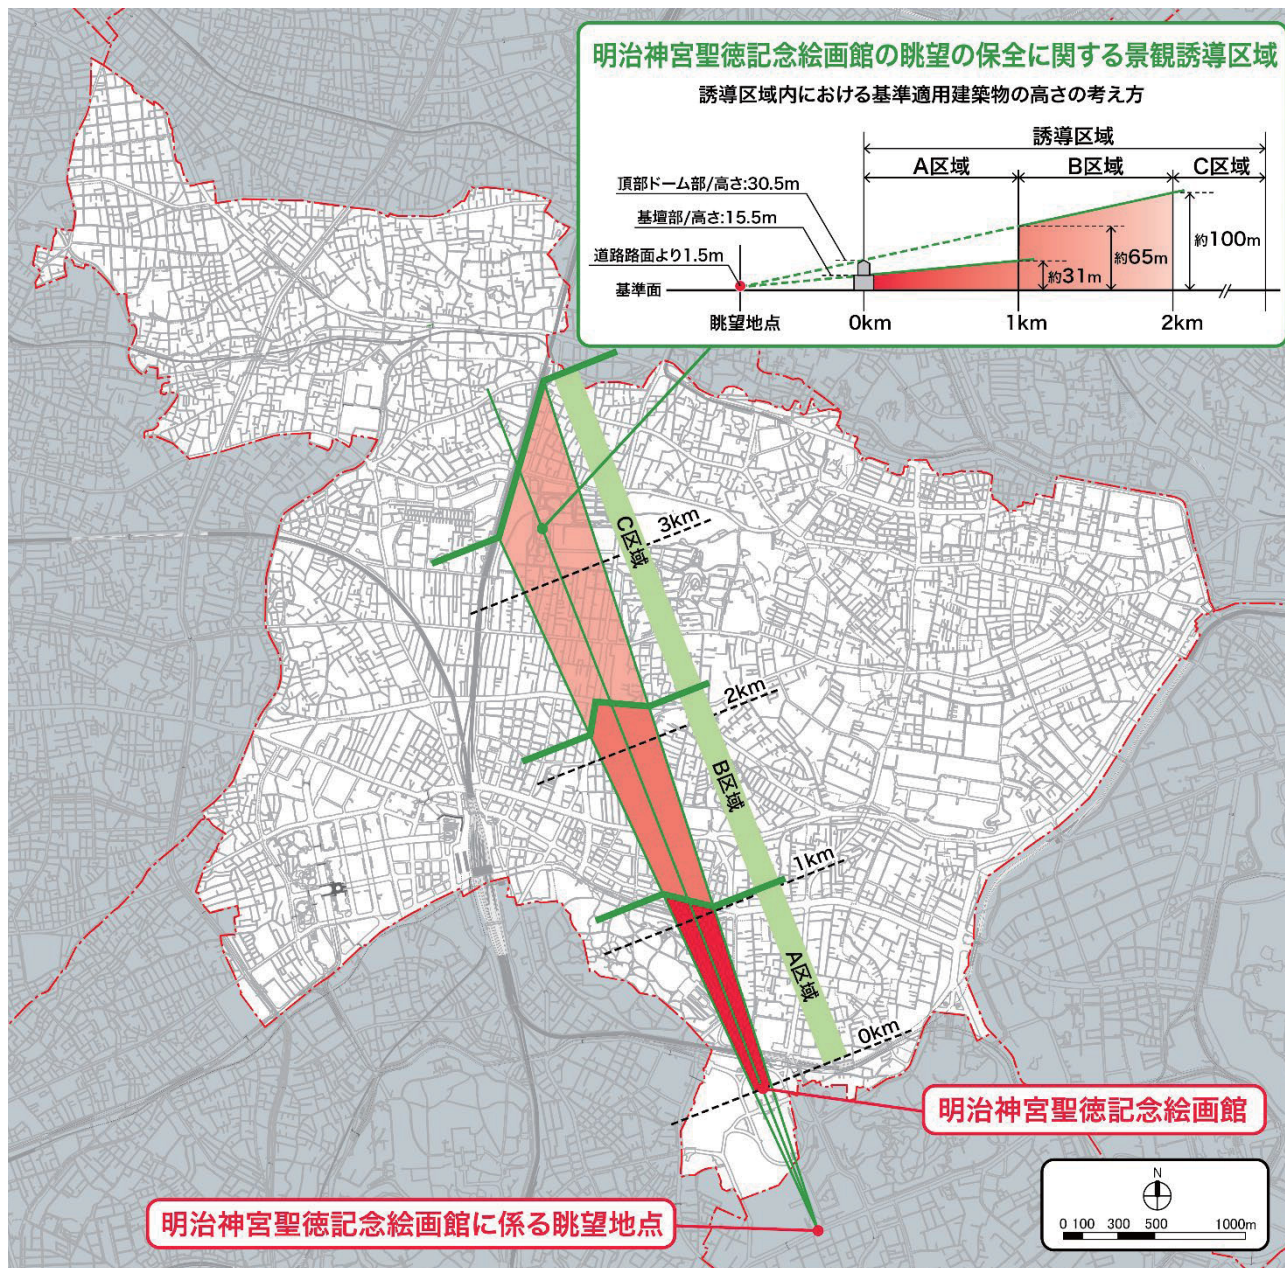 明治神宮聖徳記念絵画館の眺望の保全に関する景観誘導区域
誘導区域内における基準適用建築物の高さの考え方
誘導区域
A区域
B区域
C区域
頂部ドーム部/高さ:30.5m
基壇部/高さ:15.5m
道路路面より1.5m
基準面
約31m
約65m
約100m
眺望地点
0km
1km
2km
3km
C区域
2km
B区域
1km
A区域
0km
明治神宮聖徳記念絵画館
明治神宮聖徳記念絵画館に係る眺望地点
N
0 100 300 500 1000m